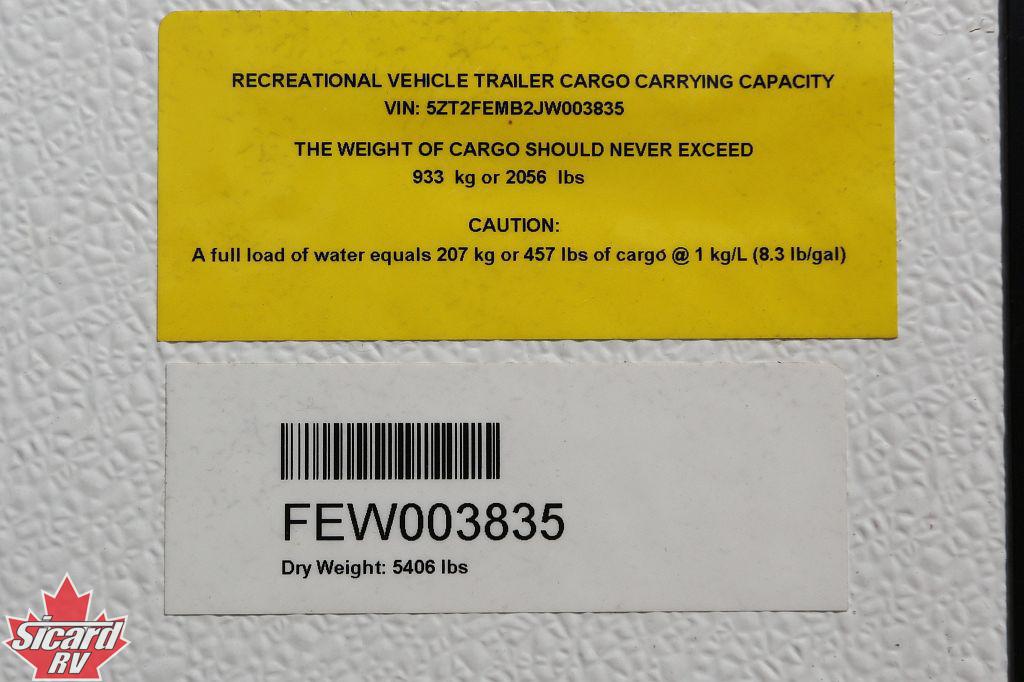 RECREATIONAL VEHICLE TRAILER CARGO CARRYING CAPACITY
VIN: 5ZT2FEMB2JW003835
THE WEIGHT OF CARGO SHOULD NEVER EXCEED
933 kg or 2056 lbs
CAUTION:
A full load of water equals 207 kg or 457 lbs of cargo @ 1 kg/L (8.3 lb/gal)
FEW003835
Dry Weight: 5406 lbs
Sicard
RV